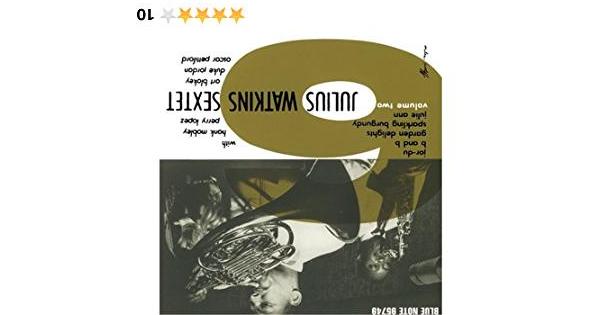 BLUE NOTE 95749
jor-du
b and b
garden delights
sparkling burgundy
julie ann
volume two
with
hank mobley
perry lopez
JULIUS WATKINS SEXTET
art blakey
duke jordan
oscar pettiford
10